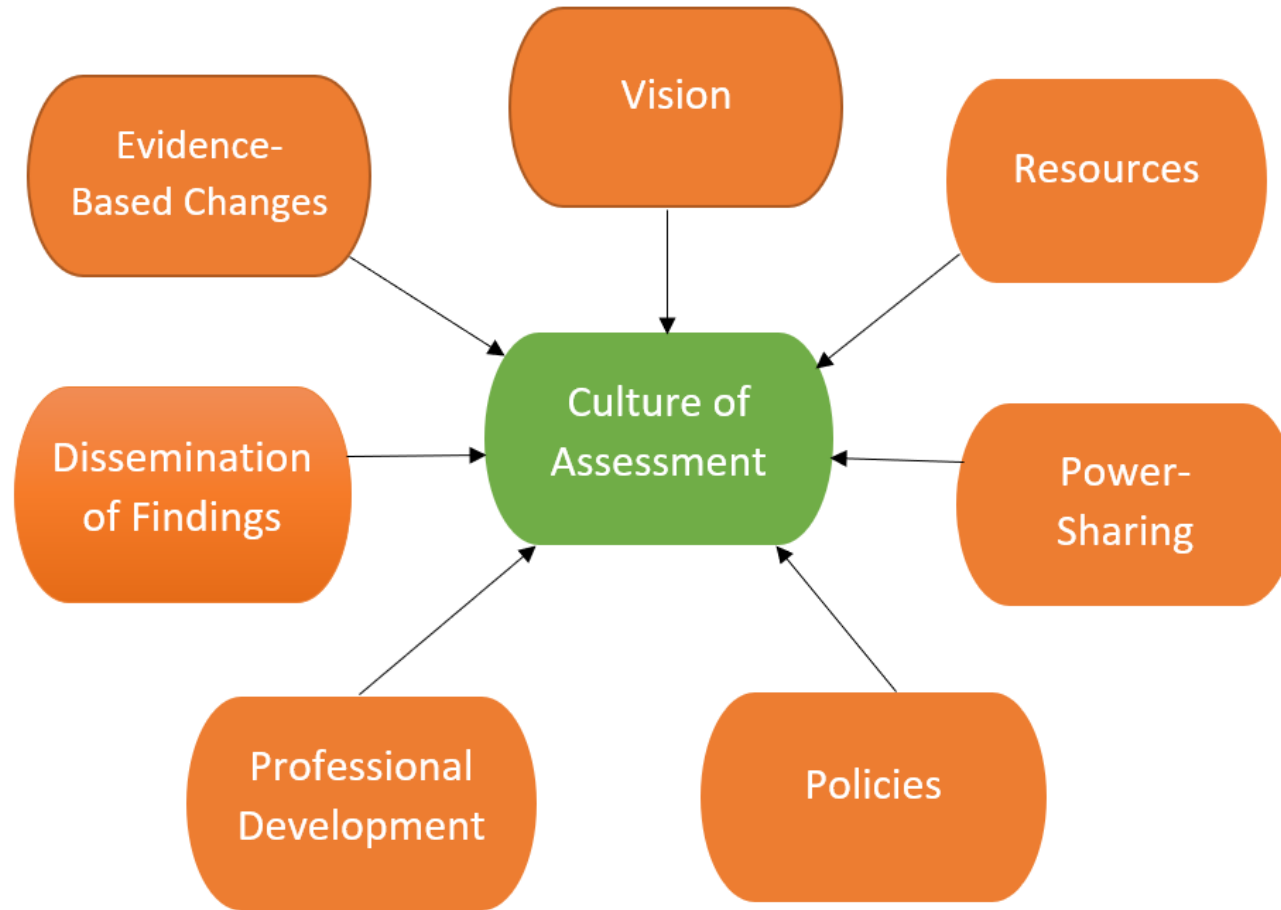 Vision
Evidence-
Based Changes
Resources
Culture of
Assessment
Dissemination
of Findings
Power-
Sharing
Professional
Development
Policies